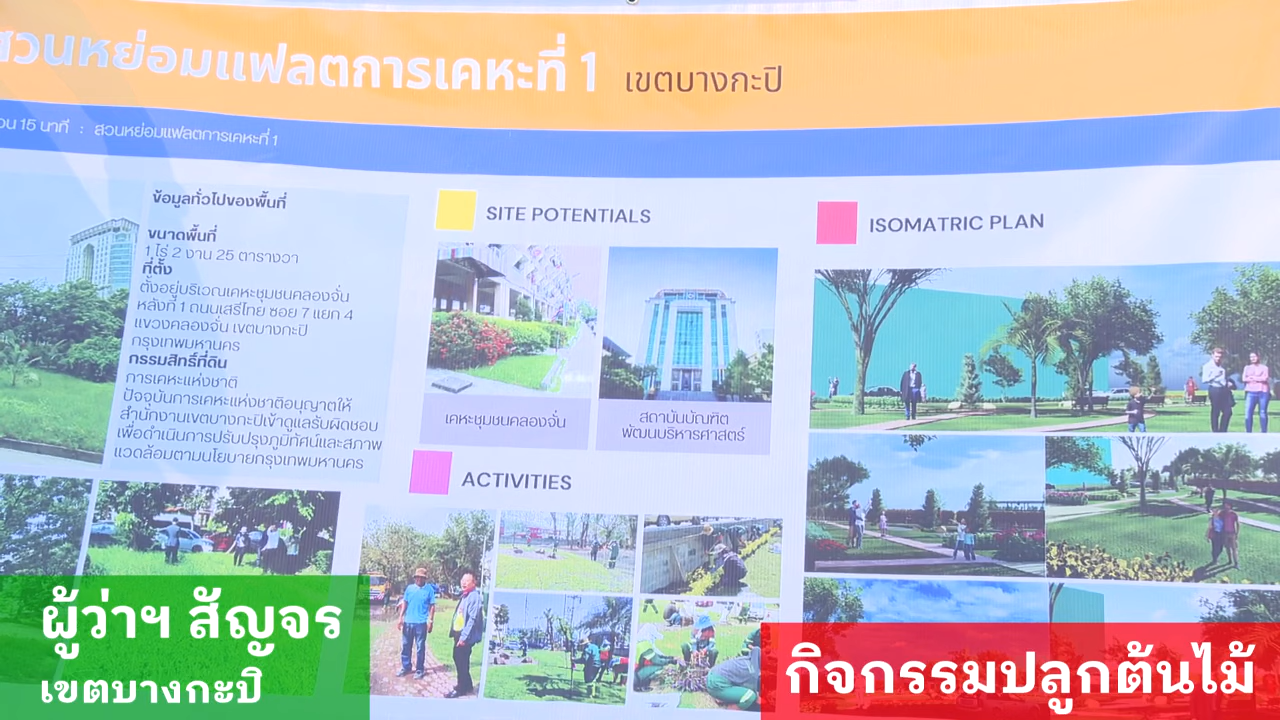 สวนหย่อมแฟลตการเคหะที่ 1 เขตบางกะปิ
15 นาที : สวนหย่อมแฟลตการเคหะที่ 1
ข้อมูลทั่วไปของพื้นที่
ขนาดพื้นที่
1 ไร่ 2 งาน 25 ตารางวา
ที่ตั้ง
ตั้งอยู่บริเวณเคหะชุมชนคลองจั่น
หลังที่ 1 ถนนเสรีไทย ซอย 7 แยก 4
แขวงคลองจั่น เขตบางกะปิ
กรุงเทพมหานคร
กรรมสิทธิ์ที่ดิน
การเคหะแห่งชาติ
ปัจจุบันการเคหะแห่งชาติอนุญาตให้
สำนักงานเขตบางกะปิเข้าดูแลรับผิดชอบ
เพื่อดำเนินการปรับปรุงภูมิทัศน์และสภาพ
แวดล้อมตามนโยบายกรุงเทพมหานคร
SITE POTENTIALS
เคหะชุมชนคลองจั่น
สถาบันบัณฑิต
พัฒนบริหารศาสตร์
ACTIVITIES
ISOMATRIC PLAN
ผู้ว่าฯ สัญจร
เขตบางกะปิ
กิจกรรมปลูกต้นไม้